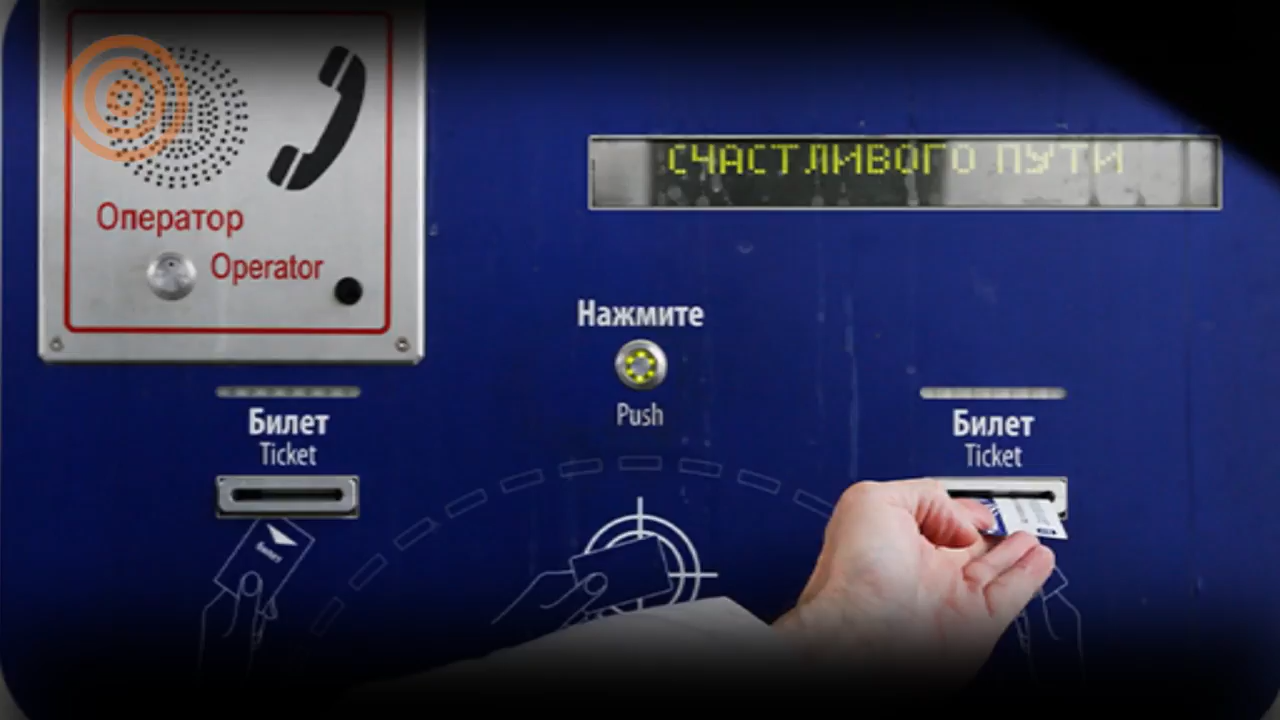 СЧАСТЛИВОГО ПУТИ
Оператор
Operator
Нажмите
Push
Билет
Ticket
Билет
Ticket